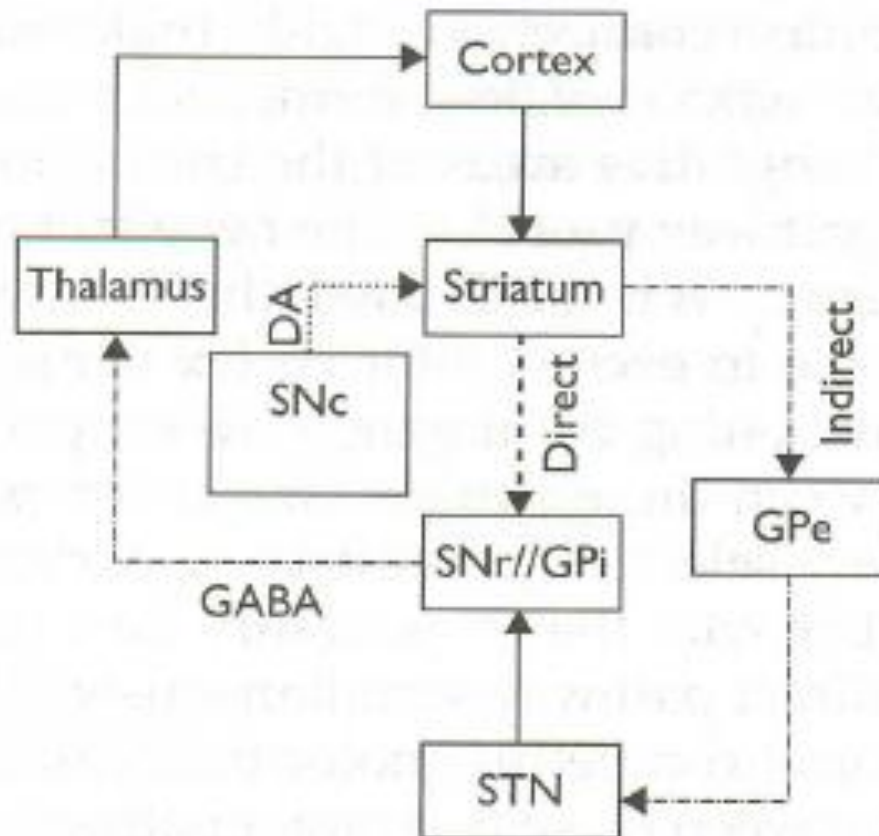 Cortex
Thalamus
DA
Striatum
SNc
Direct
Indirect
SNr//GPi
GPe
GABA
STN